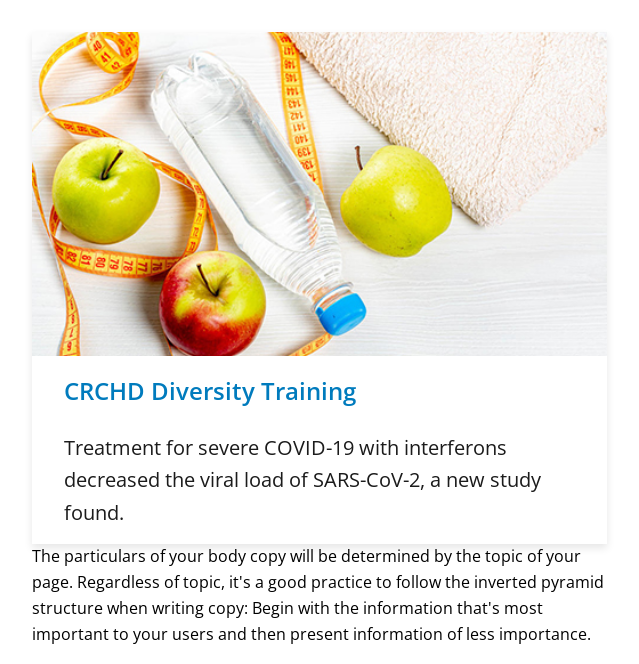 CRCHD Diversity Training
Treatment for severe COVID-19 with interferons
decreased the viral load of SARS-CoV-2, a new study
found.
The particulars of your body copy will be determined by the topic of your
page. Regardless of topic, it's a good practice to follow the inverted pyramid
structure when writing copy: Begin with the information that's most
important to your users and then present information of less importance.